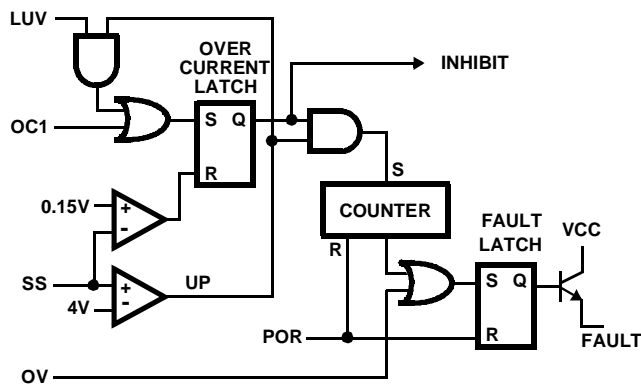 LUV
OVER
CURRENT
LATCH
INHIBIT
OC1
S Q
R
0.15V
+
-
S
COUNTER
R
FAULT
LATCH
VCC
SS
UP
+
-
4V
S Q
R
POR
FAULT
OV